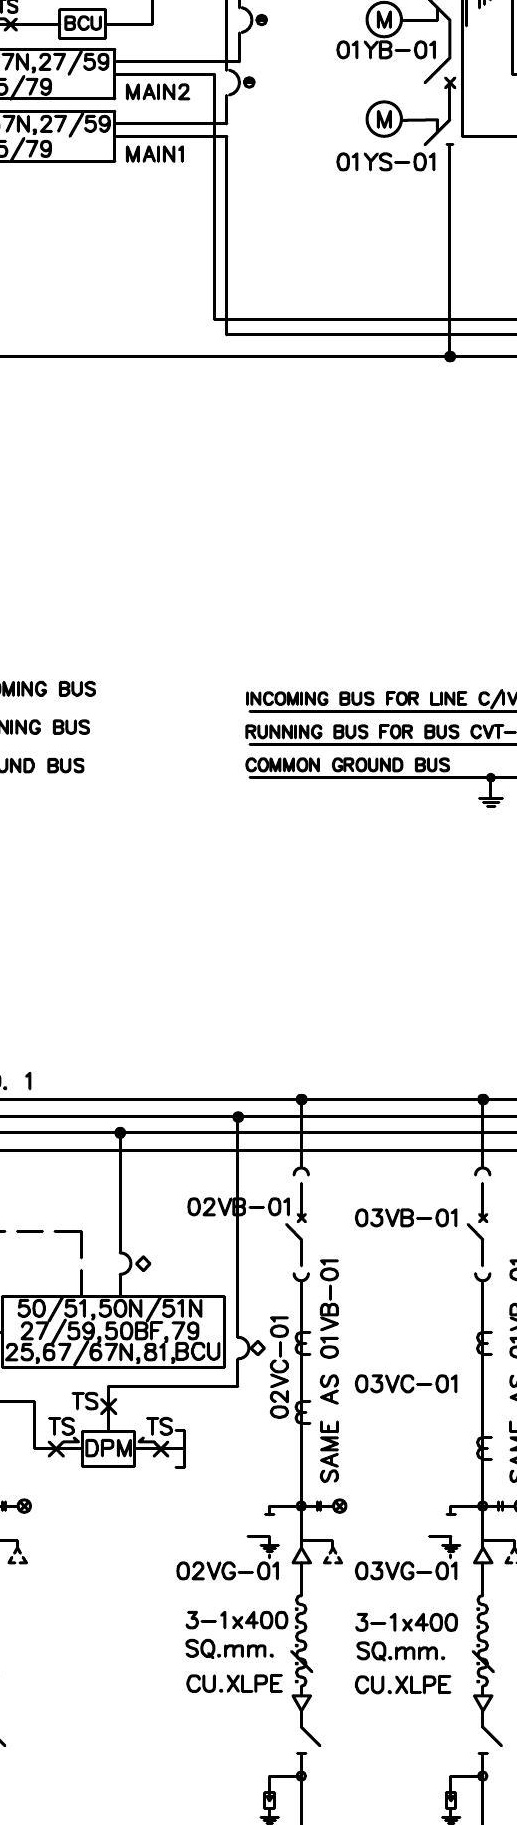 TS
BCU
7N,27/59
5/79
MAIN2
67N,27/59
5/79
MAIN1
M
01YB-01
M
01YS-01
BUS
BUS
BUS
INCOMING BUS FOR LINE
RUNNING BUS FOR BUS CVT-
COMMON GROUND BUS
. 1
02VB-01
03VB-01
50/51,50N/51N
27/59,50BF,79
25,67/67N,81,BCU
02VC-01
SAME AS 01VB-01
03VC-01
SAME AS 01VB-01
TS
TS
TS
DPM
02VG-01
03VG-01
3-1x400
SQ.mm.
CU.XLPE
3-1x400
SQ.mm.
CU.XLPE